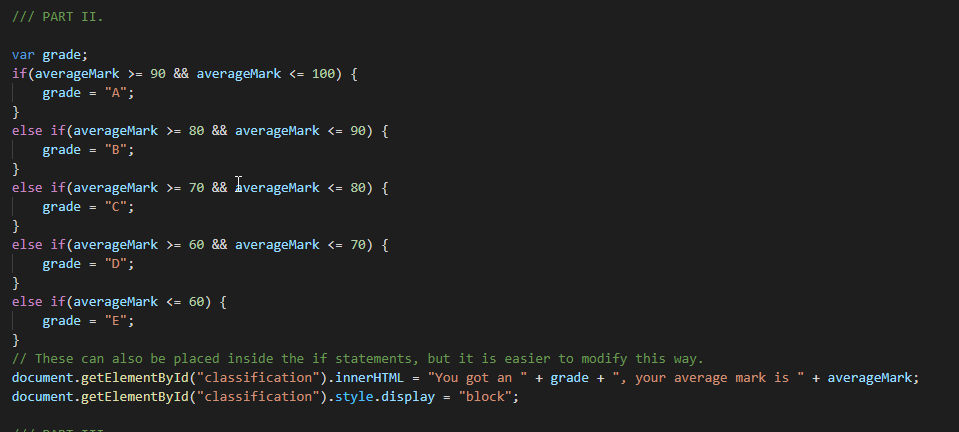 /// PART II.
var grade;
if(averageMark >= 90 && averageMark <= 100) {
grade = "A";
}
else if(averageMark >= 80 && averageMark <= 90) {
grade = "B";
}
else if(averageMark >= 70 && averageMark <= 80) {
grade = "C";
}
else if(averageMark >= 60 && averageMark <= 70) {
grade = "D";
}
else if(averageMark <= 60) {
grade = "E";
}
// These can also be placed inside the if statements, but it is easier to modify this way.
document.getElementById("classification").innerHTML = "You got an " + grade + ", your average mark is " + averageMark;
document.getElementById("classification").style.display = "block";
/// PART III